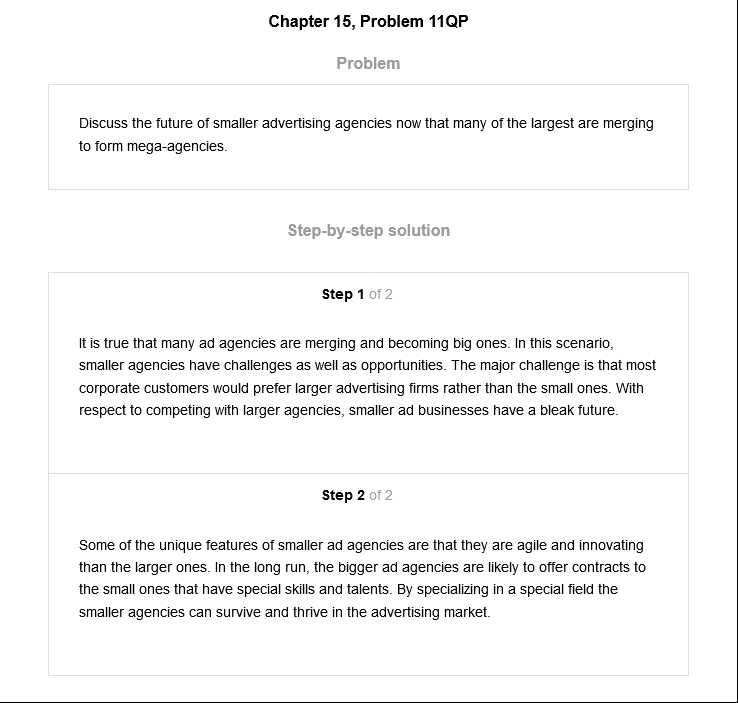 Chapter 15, Problem 11QP
Problem
Discuss the future of smaller advertising agencies now that many of the largest are merging
to form mega-agencies.
Step-by-step solution
Step 1 of 2
It is true that many ad agencies are merging and becoming big ones. In this scenario,
smaller agencies have challenges as well as opportunities. The major challenge is that most
corporate customers would prefer larger advertising firms rather than the small ones. With
respect to competing with larger agencies, smaller ad businesses have a bleak future.
Step 2 of 2
Some of the unique features of smaller ad agencies are that they are agile and innovating
than the larger ones. In the long run, the bigger ad agencies are likely to offer contracts to
the small ones that have special skills and talents. By specializing in a special field the
smaller agencies can survive and thrive in the advertising market.